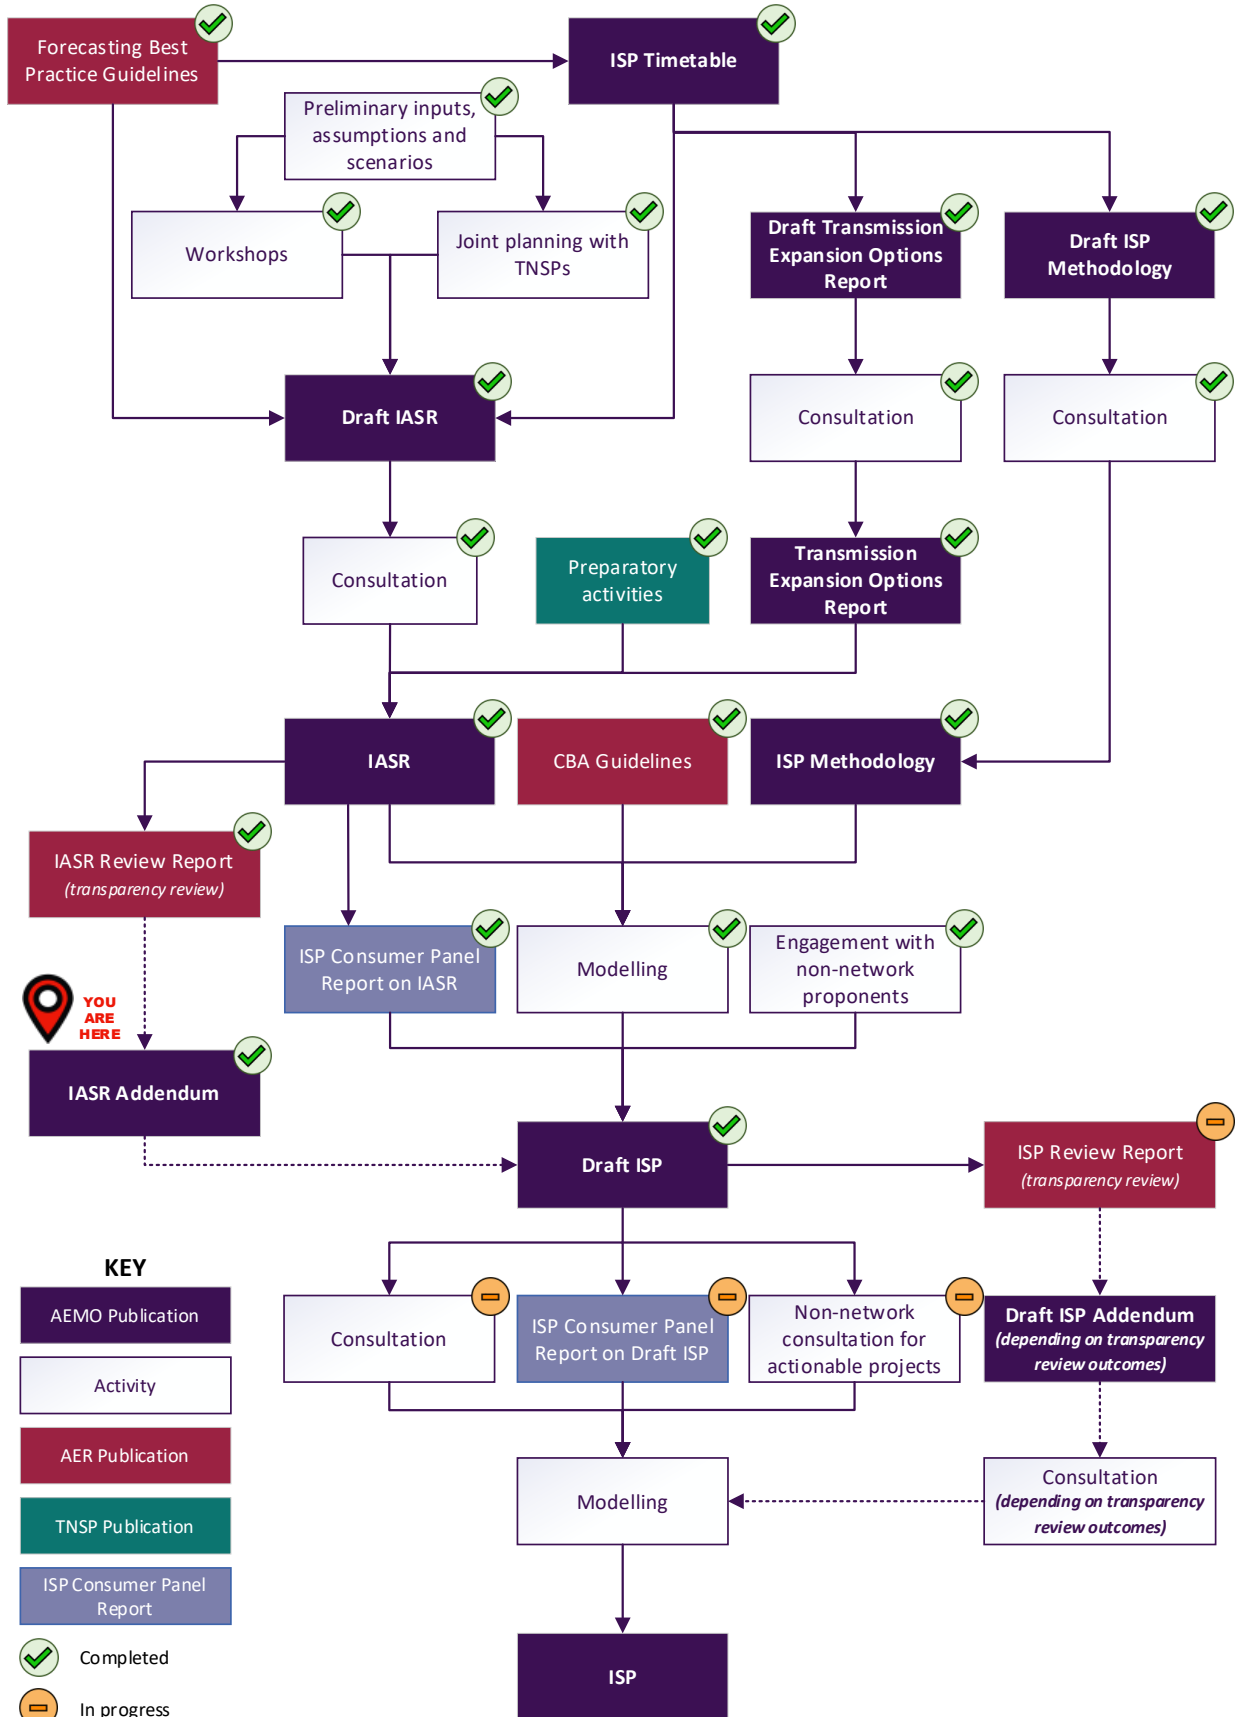 Forecasting Best
Practice Guidelines
ISP Timetable
Preliminary inputs,
assumptions and
scenarios
Workshops
Joint planning with
TNSPs
Draft Transmission
Expansion Options
Report
Draft ISP
Methodology
Draft IASR
Consultation
Consultation
Consultation
Preparatory
activities
Transmission
Expansion Options
Report
IASR
CBA Guidelines
ISP Methodology
IASR Review Report
(transparency review)
ISP Consumer Panel
Report on IASR
Modelling
Engagement with
non-network
proponents
YOU
ARE
HERE
IASR Addendum
Draft ISP
ISP Review Report
(transparency review)
Consultation
ISP Consumer Panel
Report on Draft ISP
Non-network
consultation for
actionable projects
Draft ISP Addendum
(depending on transparency
review outcomes)
Modelling
Consultation
(depending on transparency
review outcomes)
ISP
KEY
AEMO Publication
Activity
AER Publication
TNSP Publication
ISP Consumer Panel
Report
Completed
In progress